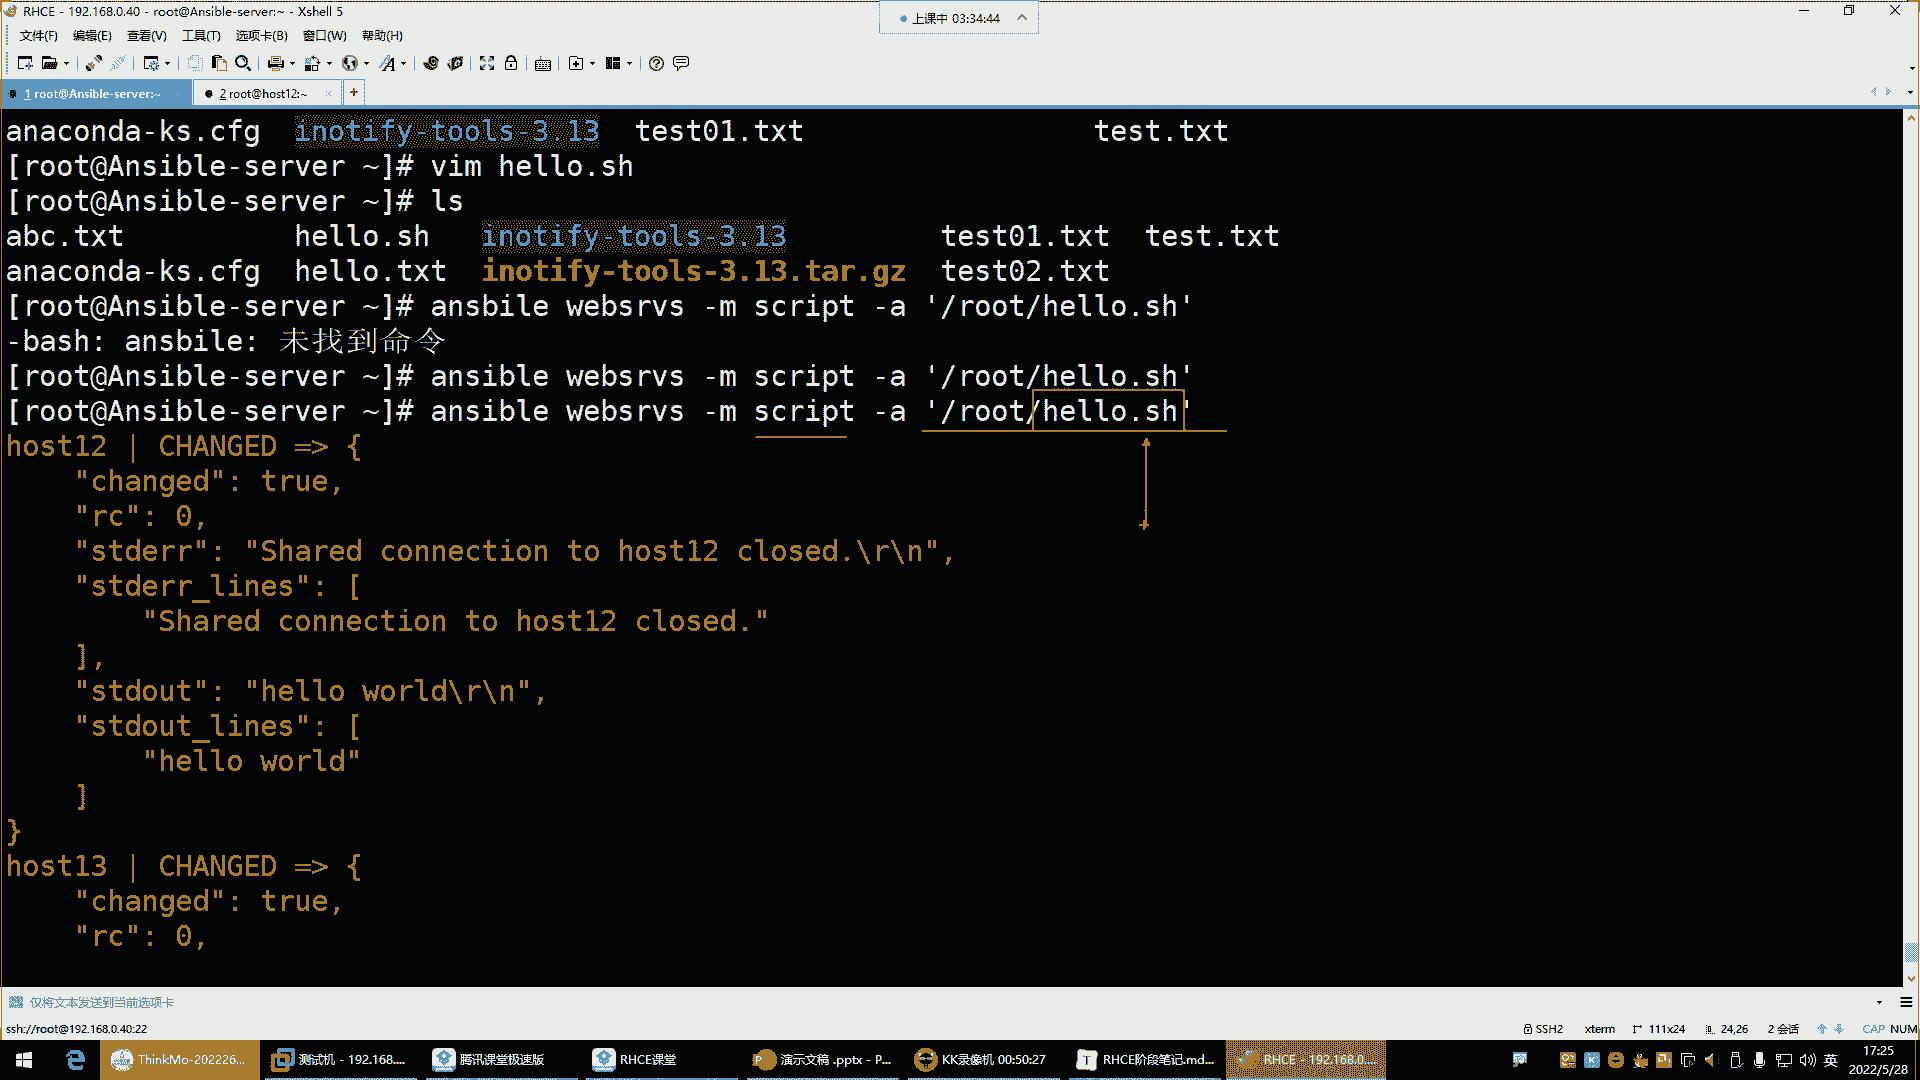 RHCE - 192.168.0.40 - root@Ansible-server:~ - Xshell 5
上课中 03:34:44
文件(F) 编辑(E) 查看(V) 工具(T) 选项卡(B) 窗口(W) 帮助(H)
1 root@Ansible-server:~ 2 root@host12:~
anaconda-ks.cfg inotify-tools-3.13 test01.txt test.txt
[root@Ansible-server ~]# vim hello.sh
[root@Ansible-server ~]# ls
abc.txt hello.sh inotify-tools-3.13 test01.txt test.txt
anaconda-ks.cfg hello.txt inotify-tools-3.13.tar.gz test02.txt
[root@Ansible-server ~]# ansbile websrvs -m script -a '/root/hello.sh'
-bash: ansbile: 未找到命令
[root@Ansible-server ~]# ansible websrvs -m script -a '/root/hello.sh'
[root@Ansible-server ~]# ansible websrvs -m script -a '/root/hello.sh'
host12 | CHANGED => {
"changed": true,
"rc": 0,
"stderr": "Shared connection to host12 closed.\r\n",
"stderr_lines": [
"Shared connection to host12 closed."
],
"stdout": "hello world\r\n",
"stdout_lines": [
"hello world"
]
}
host13 | CHANGED => {
"changed": true,
"rc": 0,
仅将文本发送到当前选项卡
ssh://root@192.168.0.40:22 SSH2 xterm 111x24 24,26 2 会话 CAP NUM
ThinkMo-202226... 测试机 - 192.168.... 腾讯课堂极速版 RHCE课堂 演示文稿 .pptx - P... KK录像机 00:50:27 RHCE阶段笔记.md... RHCE - 192.168.0.... 英 17:25
2022/5/28